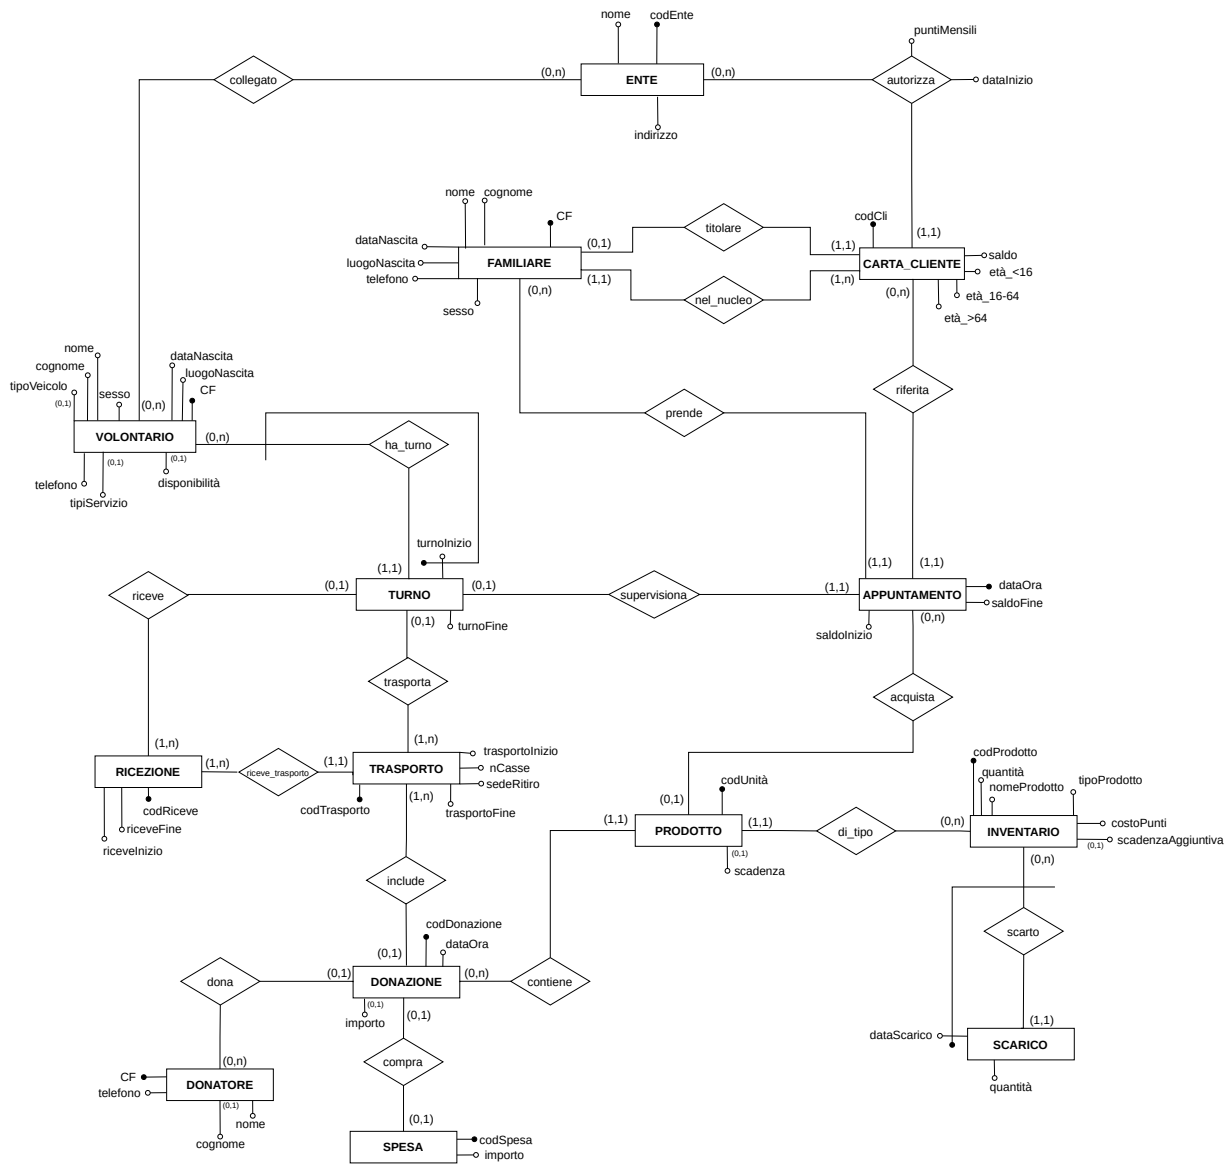 nome
codEnte
puntiMensili
collegato
(0,n)
ENTE
(0,n)
autorizza
dataInizio
indirizzo
nome
cognome
CF
codCli
titolare
dataNascita
(0,1)
(1,1)
(1,1)
luogoNascita
FAMILIARE
CARTA_CLIENTE
saldo
telefono
(0,n)
(1,1)
nel_nucleo
(1,n)
(0,n)
età_<16
età_16-64
età_>64
sesso
nome
dataNascita
cognome
luogoNascita
tipoVeicolo
(0,1)
sesso
CF
(0,n)
riferita
prende
VOLONTARIO
(0,n)
ha_turno
(0,1)
(0,1)
telefono
disponibilità
tipiServizio
turnoInizio
(1,1)
(1,1)
(1,1)
riceve
(0,1)
TURNO
(0,1)
supervisiona
(1,1)
APPUNTAMENTO
dataOra
saldoFine
(0,1)
turnoFine
saldoInizio
(0,n)
trasporta
acquista
(1,n)
(1,n)
trasportoInizio
RICEZIONE
(1,n)
riceve_trasporto
(1,1)
TRASPORTO
nCasse
sedeRitiro
codProdotto
quantità
nomeProdotto
tipoProdotto
codRiceve
codTrasporto
(1,n)
trasportoFine
codUnità
(0,1)
riceveFine
riceveInizio
(1,1)
PRODOTTO
(1,1)
di_tipo
(0,n)
INVENTARIO
costoPunti
(0,1)
scadenzaAggiuntiva
(0,1)
scadenza
(0,n)
include
codDonazione
dataOra
scarto
(0,1)
dona
(0,1)
DONAZIONE
(0,n)
contiene
(0,1)
importo
(0,1)
(1,1)
dataScarico
SCARICO
quantità
compra
(0,n)
CF
telefono
DONATORE
(0,1)
nome
cognome
(0,1)
SPESA
codSpesa
importo